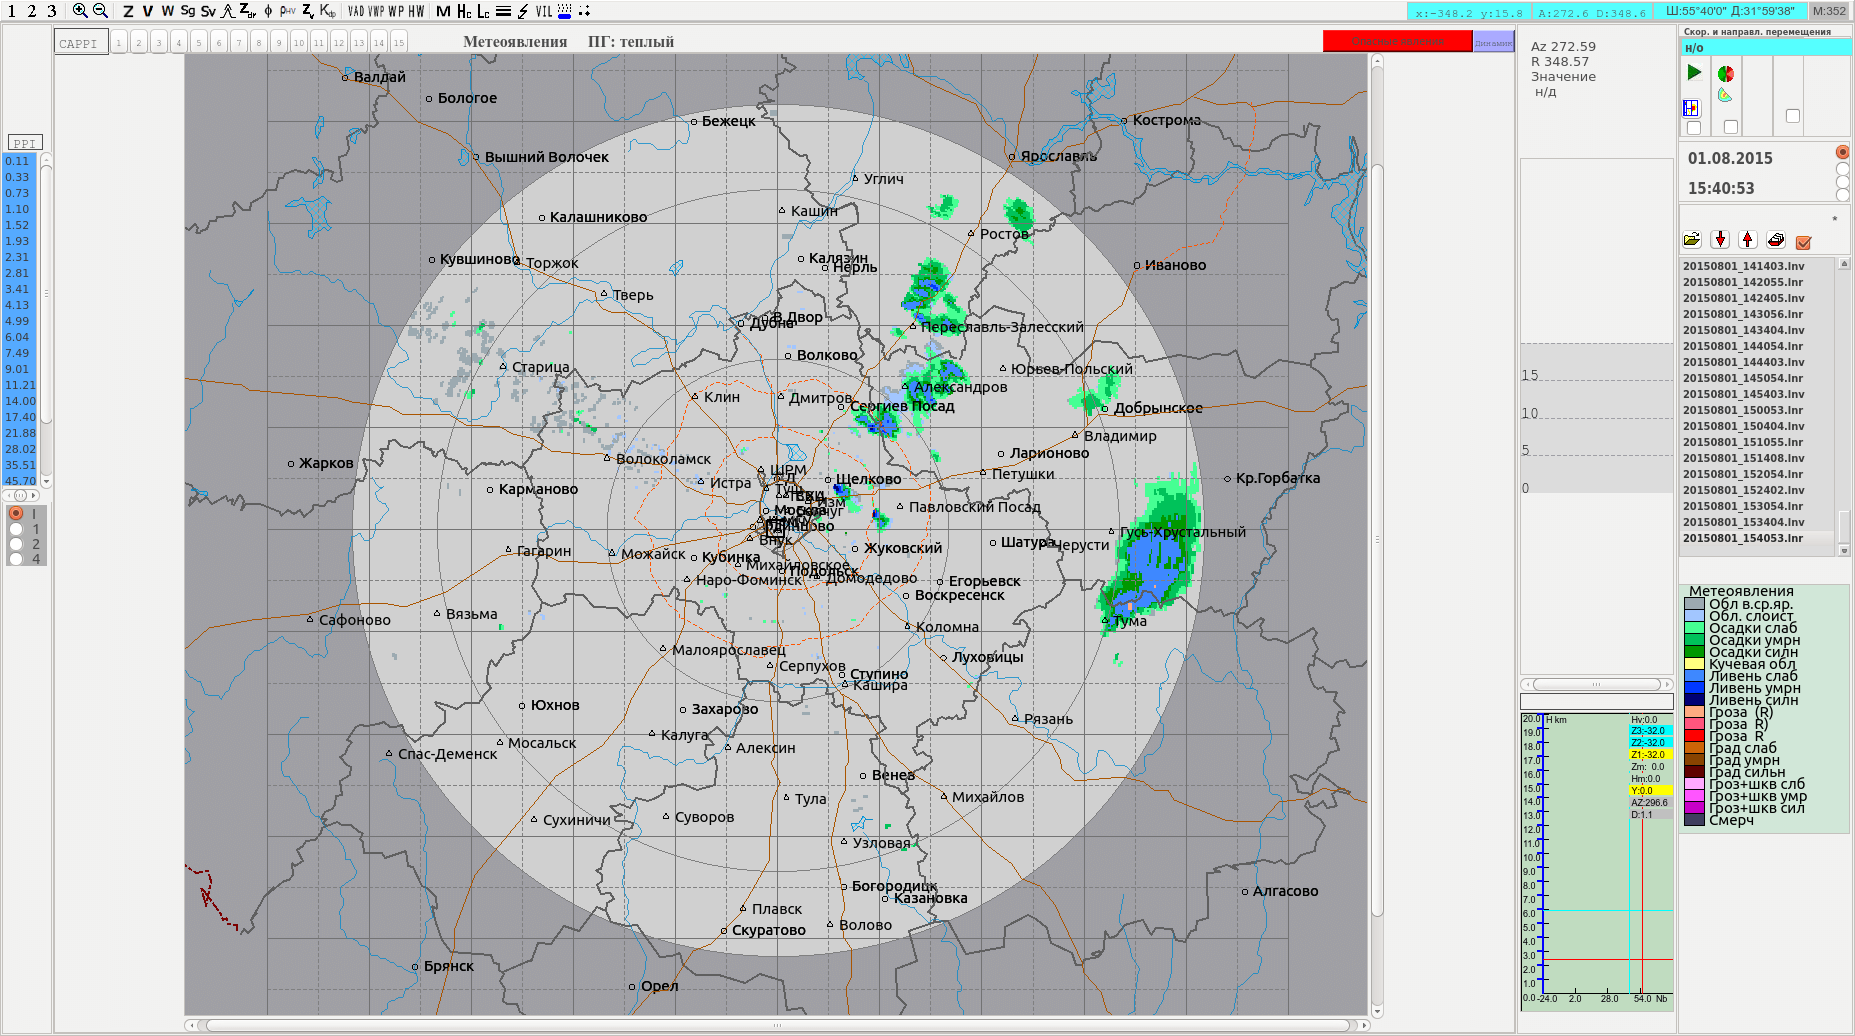 1 2 3 Z V W Sg Sv Zdr ϕ ρHV Zv Kdp VAD VWP WP HW M Hc Lc VIL
x:-348.2 y:15.8 A:272.6 D:348.6 Ш:55°40'0" Д:31°59'38" М:352
CAPPI 1 2 3 4 5 6 7 8 9 10 11 12 13 14 15 Метеоявления ПГ: теплый
Динамика
PPI
0.11
0.33
0.73
1.10
1.52
1.93
2.31
2.81
3.41
4.13
4.99
6.04
7.49
9.01
11.21
14.00
17.40
21.88
28.02
35.51
45.70
I
1
2
4
Валдай
Бологое
Бежецк
Кострома
Вышний Волочек
Ярославль
Углич
Кашин
Калашниково
Ростов
Кувшиново
Торжок
Калязин
Нерль
Иваново
Тверь
В.Двор
Дубна
Переславль-Залесский
Волково
Старица
Юрьев-Польский
Александров
Клин
Дмитров
Сергиев Посад
Добрынское
Владимир
Ларионово
Жарков
Волоколамск
ШРМ
Петушки
Истра
Щелково
Кр.Горбатка
Карманово
Павловский Посад
Москва
Одинцово
Гусь-Хрустальный
Внук
Жуковский
Шатура
Черусти
Гагарин
Можайск
Кубинка
Михайловское
Подольск
Домодедово
Наро-Фоминск
Егорьевск
Воскресенск
Вязьма
Сафоново
Коломна
Тума
Малоярославец
Луховицы
Серпухов
Ступино
Кашира
Юхнов
Захарово
Рязань
Калуга
Мосальск
Алексин
Спас-Деменск
Венев
Тула
Михайлов
Сухиничи
Суворов
Узловая
Богородицк
Казановка
Алгасово
Плавск
Волово
Скуратово
Брянск
Орел
Az 272.59
R 348.57
Значение
н/д
15
10
5
0
20.0 H km Hv:0.0
19.0 Z3:-32.0
18.0 Z2:-32.0
17.0 Z1:-32.0
16.0 Zm: 0.0
15.0 Hm:0.0
14.0 Y:0.0
13.0 AZ:296.6
12.0 D:1.1
11.0
10.0
9.0
8.0
7.0
6.0
5.0
4.0
3.0
2.0
1.0
0.0 -24.0 2.0 28.0 54.0 Nb
Скор. и направл. перемещения
н/о
01.08.2015
15:40:53
*
20150801_141403.lnv
20150801_142055.lnr
20150801_142405.lnv
20150801_143056.lnr
20150801_143404.lnv
20150801_144054.lnr
20150801_144403.lnv
20150801_145054.lnr
20150801_145403.lnv
20150801_150053.lnr
20150801_150404.lnv
20150801_151055.lnr
20150801_151408.lnv
20150801_152054.lnr
20150801_152402.lnv
20150801_153054.lnr
20150801_153404.lnv
20150801_154053.lnr
Метеоявления
Обл в.ср.яр.
Обл. слоист
Осадки слаб
Осадки умрн
Осадки силн
Кучевая обл
Ливень слаб
Ливень умрн
Ливень силн
Гроза (R)
Гроза R)
Гроза R
Град слаб
Град умрн
Град сильн
Гроз+шкв слб
Гроз+шкв умр
Гроз+шкв сил
Смерч